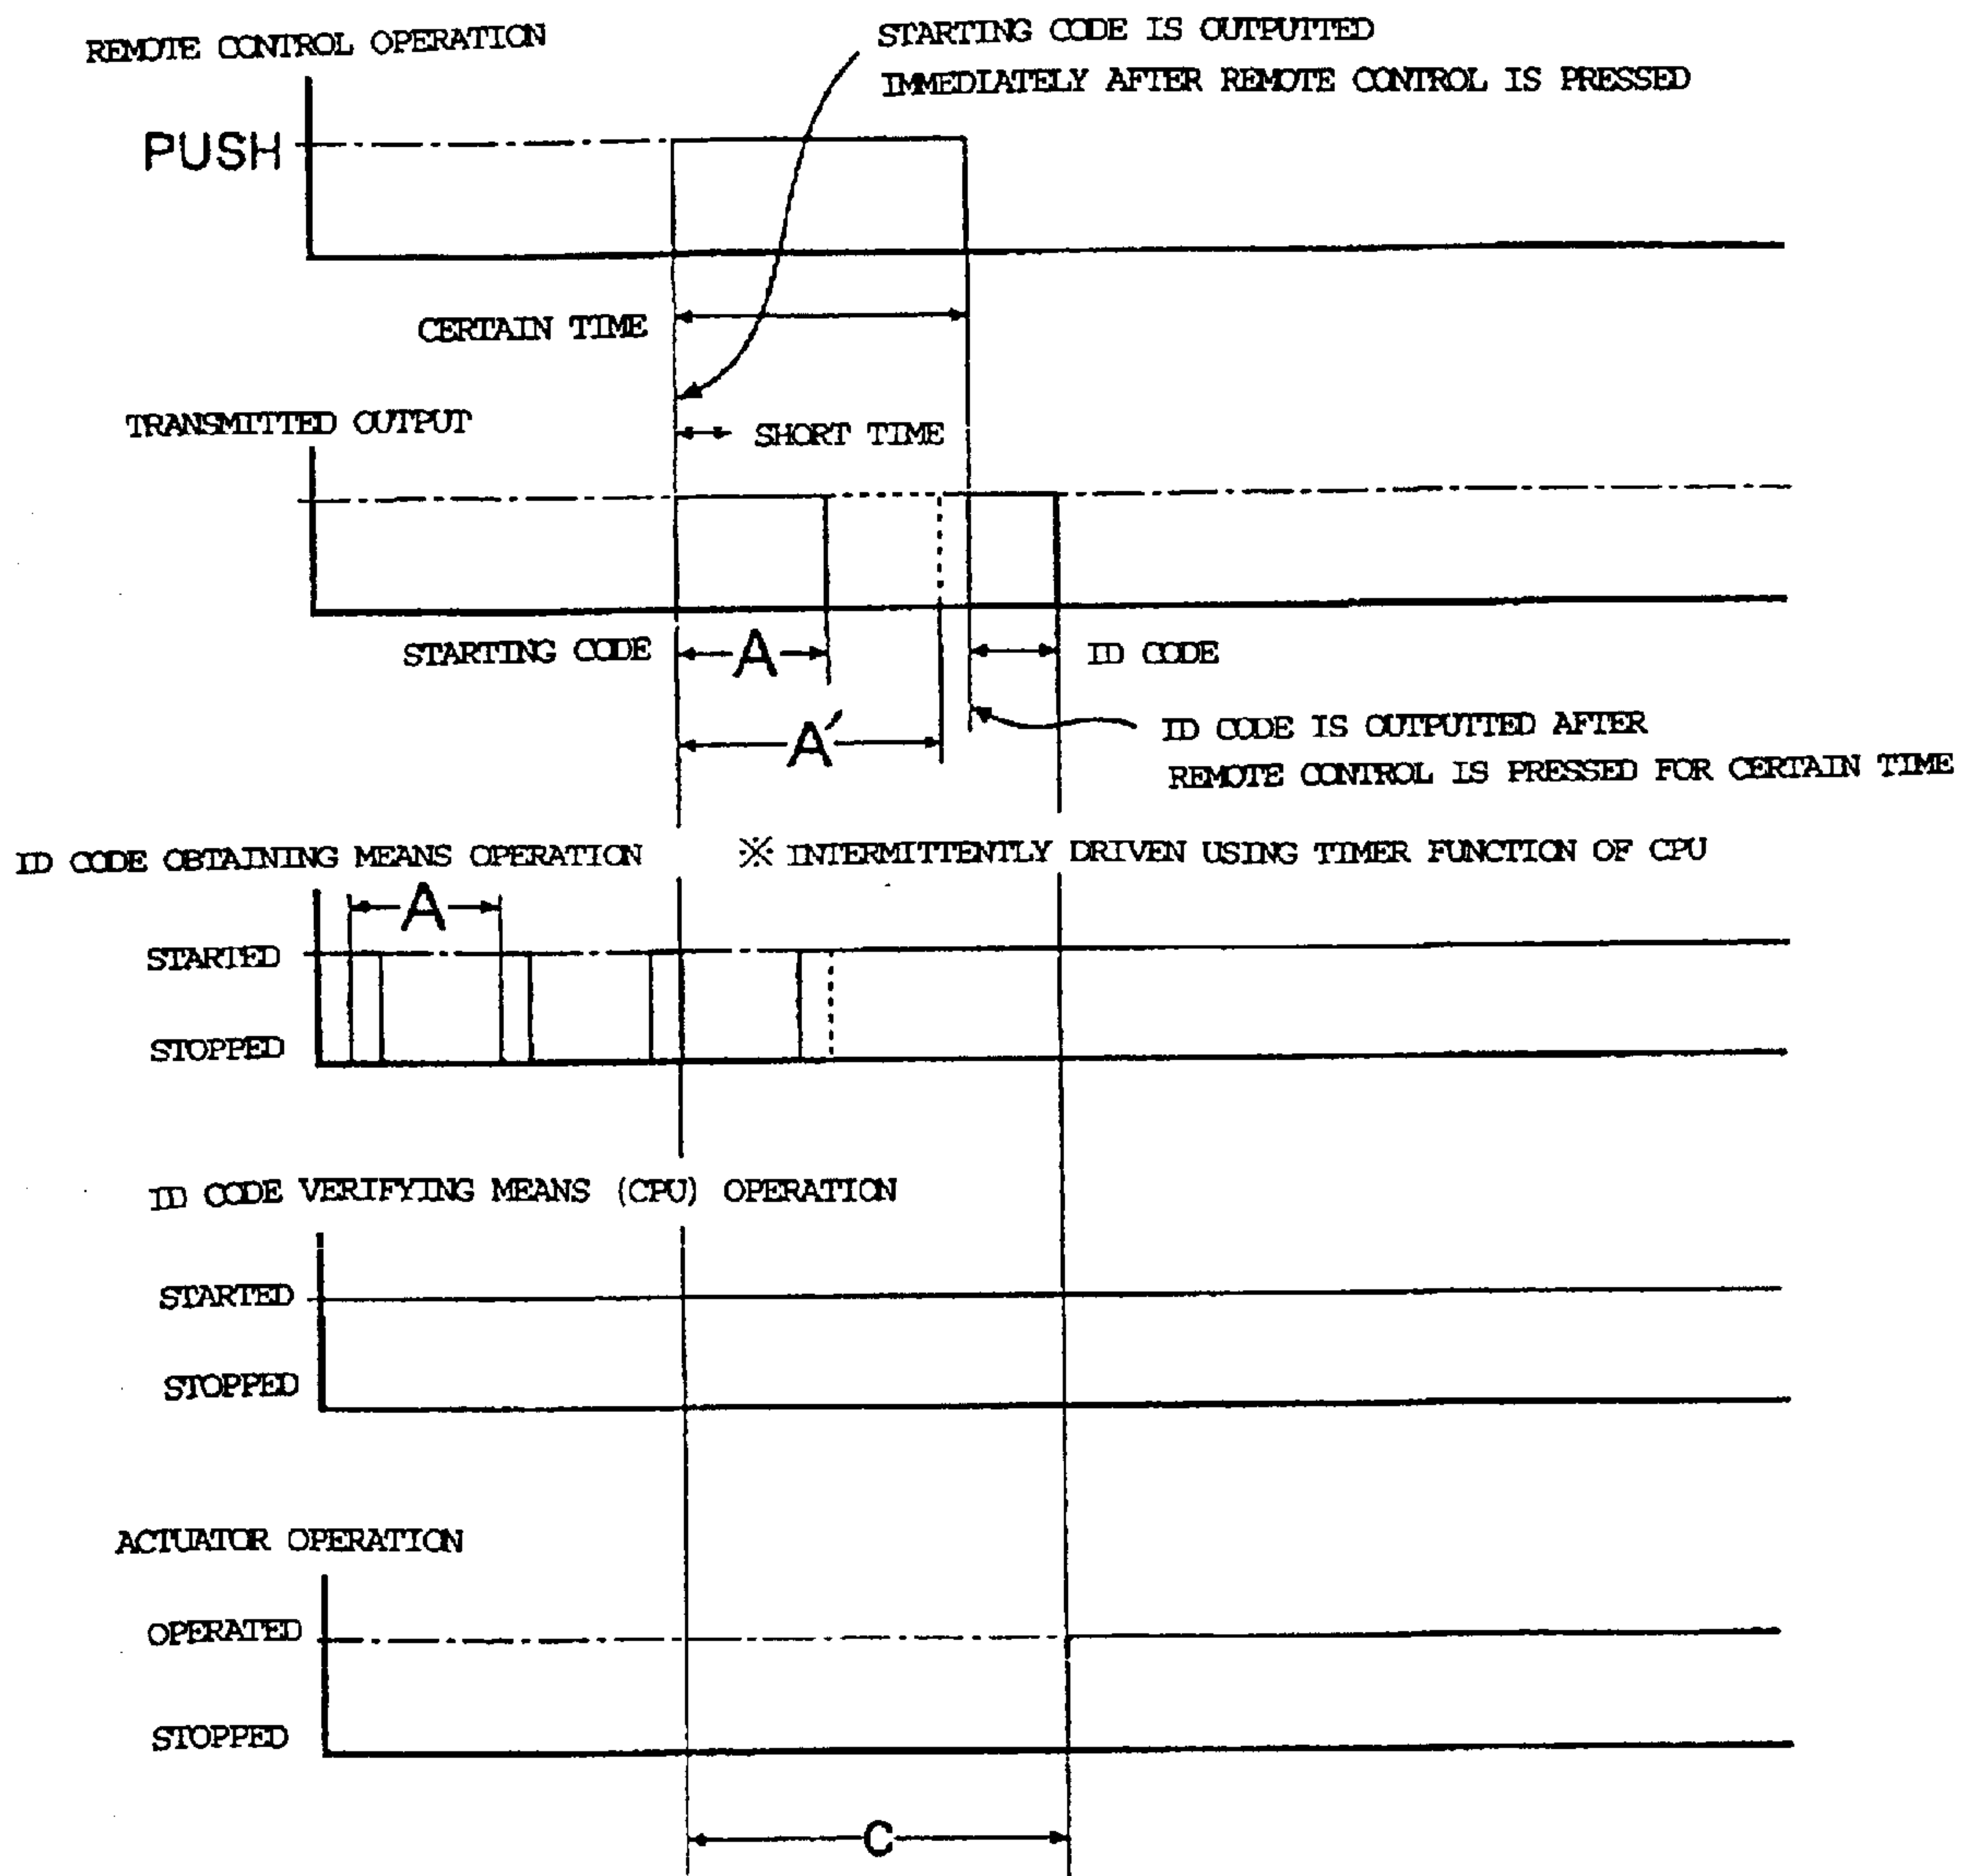 REMOTE CONTROL OPERATION
STARTING CODE IS OUTPUTTED
IMMEDIATELY AFTER REMOTE CONTROL IS PRESSED
PUSH
CERTAIN TIME
TRANSMITTED OUTPUT
SHORT TIME
STARTING CODE
A
ID CODE
A'
ID CODE IS OUTPUTTED AFTER
REMOTE CONTROL IS PRESSED FOR CERTAIN TIME
ID CODE OBTAINING MEANS OPERATION
※ INTERMITTENTLY DRIVEN USING TIMER FUNCTION OF CPU
A
STARTED
STOPPED
ID CODE VERIFYING MEANS (CPU) OPERATION
STARTED
STOPPED
ACTUATOR OPERATION
OPERATED
STOPPED
C